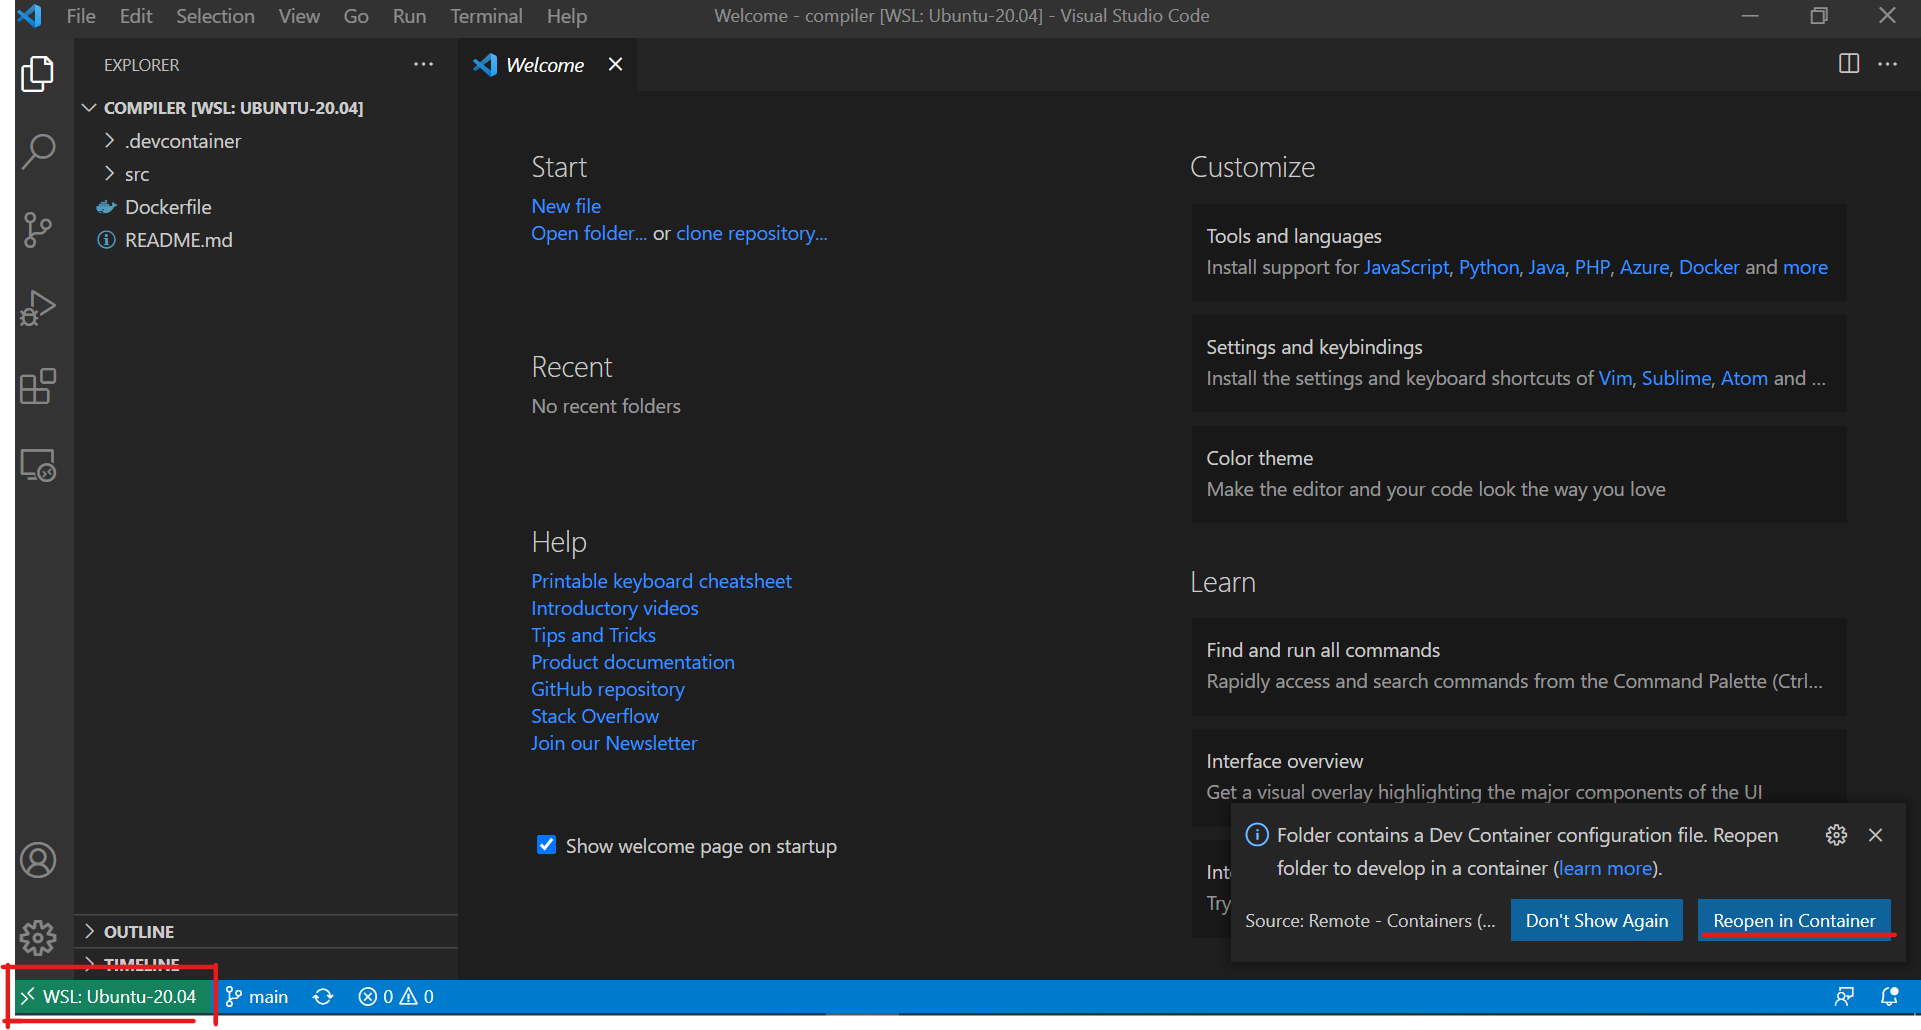 File Edit Selection View Go Run Terminal Help
Welcome - compiler [WSL: Ubuntu-20.04] - Visual Studio Code
EXPLORER
Welcome
COMPILER [WSL: UBUNTU-20.04]
.devcontainer
src
Dockerfile
README.md
Start
New file
Open folder... or clone repository...
Recent
No recent folders
Help
Printable keyboard cheatsheet
Introductory videos
Tips and Tricks
Product documentation
GitHub repository
Stack Overflow
Join our Newsletter
Show welcome page on startup
Customize
Tools and languages
Install support for JavaScript, Python, Java, PHP, Azure, Docker and more
Settings and keybindings
Install the settings and keyboard shortcuts of Vim, Sublime, Atom and ...
Color theme
Make the editor and your code look the way you love
Learn
Find and run all commands
Rapidly access and search commands from the Command Palette (Ctrl...
Interface overview
Get a visual overlay highlighting the major components of the UI
Int
Try
Folder contains a Dev Container configuration file. Reopen
folder to develop in a container (learn more).
Source: Remote - Containers (...
Don't Show Again
Reopen in Container
OUTLINE
TIMELINE
WSL: Ubuntu-20.04
main
0
0